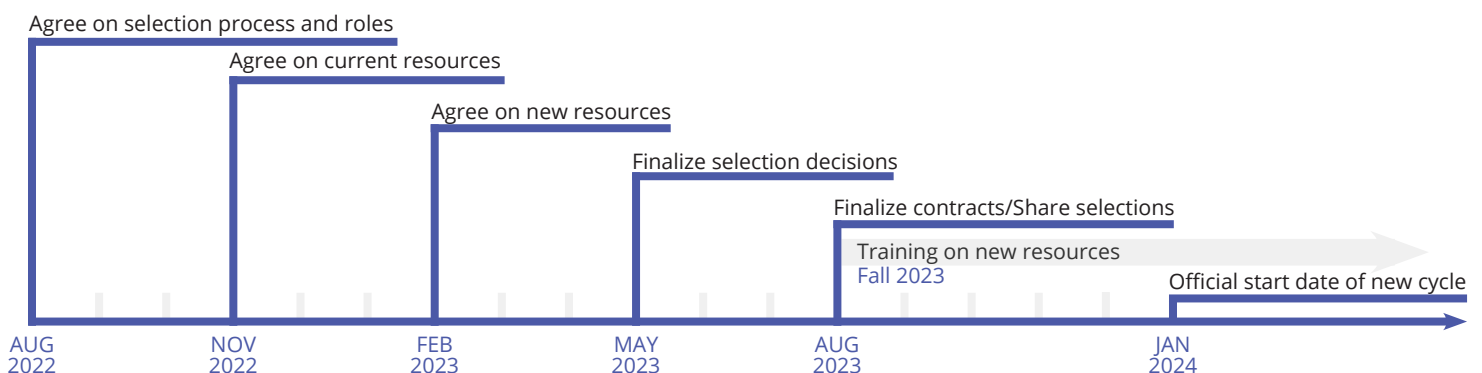 Agree on selection process and roles
Agree on current resources
Agree on new resources
Finalize selection decisions
Finalize contracts/Share selections
Training on new resources
Fall 2023
Official start date of new cycle
AUG
2022
NOV
2022
FEB
2023
MAY
2023
AUG
2023
JAN
2024